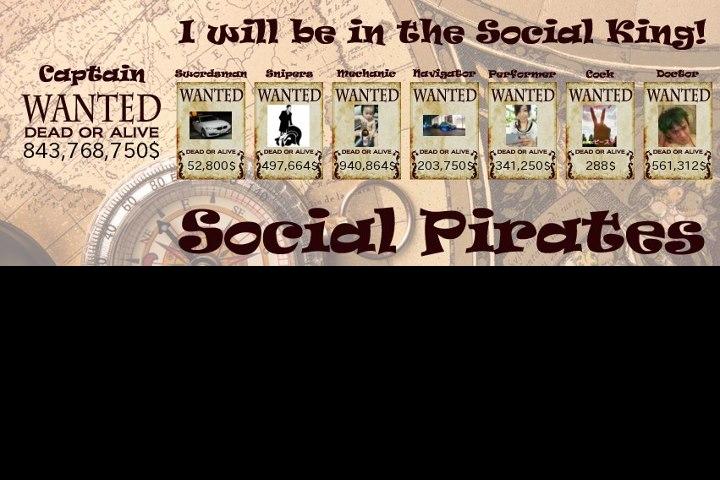 I will be in the Social King!
Captain
WANTED
DEAD OR ALIVE
843,768,750$
Swordsman
WANTED
DEAD OR ALIVE
52,800$
Snipers
WANTED
DEAD OR ALIVE
497,664$
Mechanic
WANTED
DEAD OR ALIVE
940,864$
Navigator
WANTED
DEAD OR ALIVE
203,750$
Performer
WANTED
DEAD OR ALIVE
341,250$
Cock
WANTED
DEAD OR ALIVE
288$
Doctor
WANTED
DEAD OR ALIVE
561,312$
Social Pirates